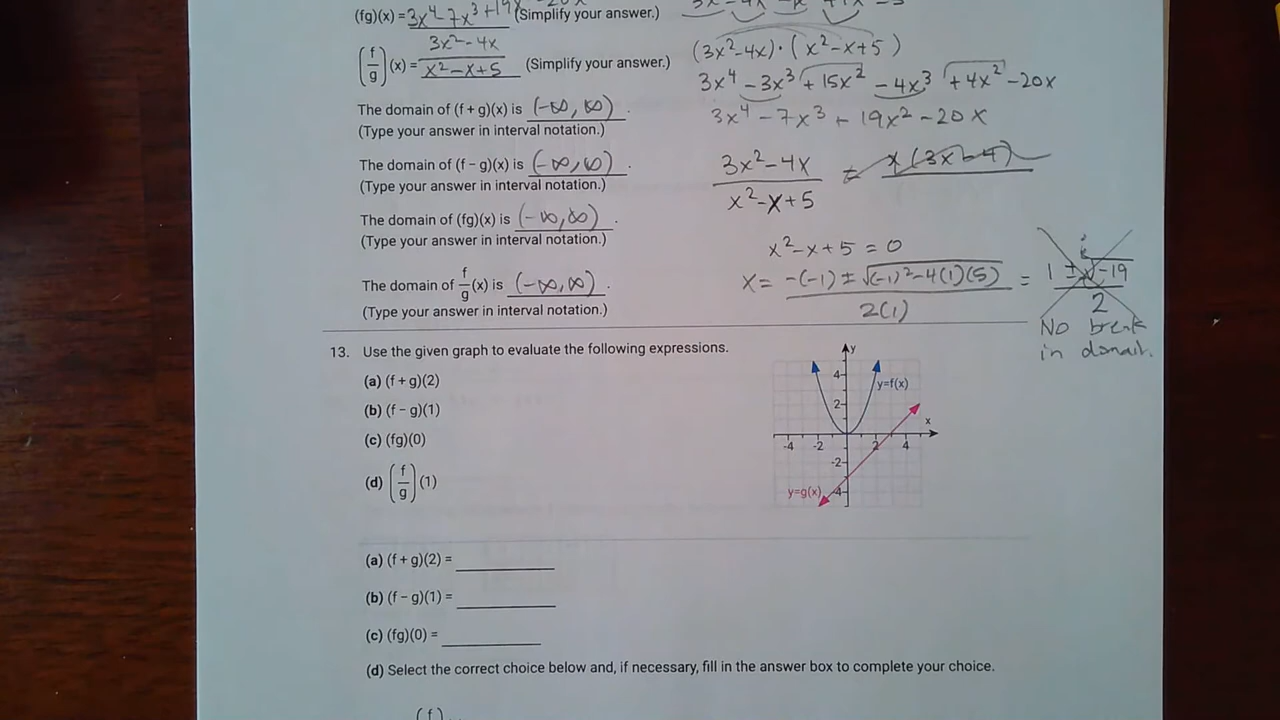 (fg)(x) = 3x⁴-7x³+19x -20x (Simplify your answer.)
(f/g)(x) = 3x²-4x / x²-x+5 (Simplify your answer.)
(3x²-4x)·(x²-x+5)
3x⁴ -3x³ +15x² -4x³ +4x² -20x
3x⁴ -7x³ + 19x² -20x
The domain of (f + g)(x) is (-∞, ∞).
(Type your answer in interval notation.)
The domain of (f − g)(x) is (-∞, ∞).
(Type your answer in interval notation.)
3x²-4x / x²-x+5 = x(3x-4)
The domain of (fg)(x) is (-∞, ∞).
(Type your answer in interval notation.)
The domain of f/g (x) is (-∞, ∞).
(Type your answer in interval notation.)
x²-x+5 = 0
x = -(-1) ± √(-1)²-4(1)(5) / 2(1) = 1 ± √-19 / 2
i
No break
in domain.
13. Use the given graph to evaluate the following expressions.
(a) (f + g)(2)
(b) (f − g)(1)
(c) (fg)(0)
(d) (f/g)(1)
y
4
y=f(x)
2
x
-4 -2 2 4
-2
y=g(x) -4
(a) (f + g)(2) =
(b) (f − g)(1) =
(c) (fg)(0) =
(d) Select the correct choice below and, if necessary, fill in the answer box to complete your choice.